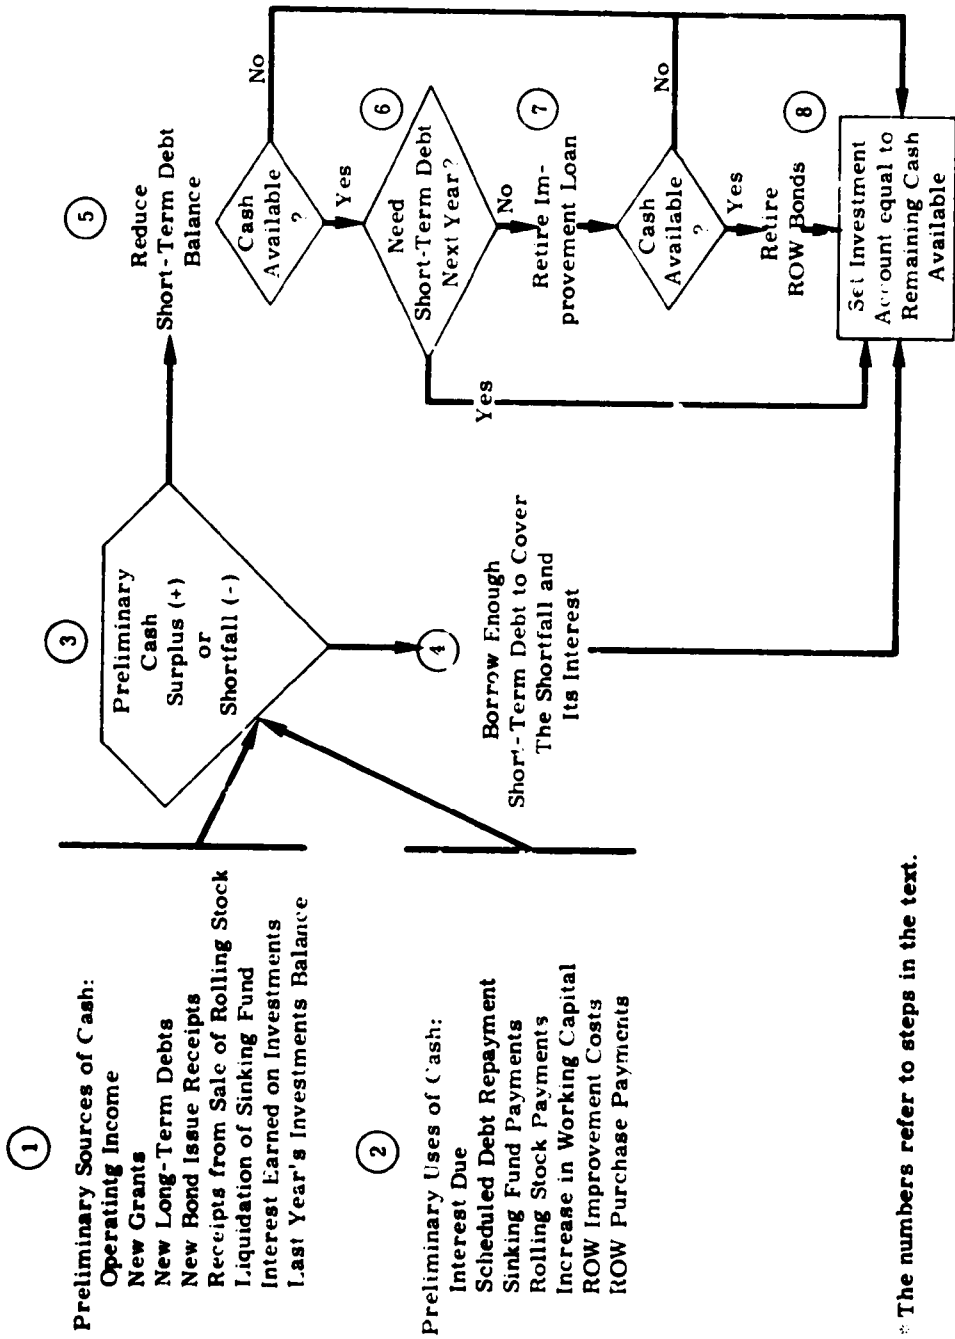 1
Preliminary Sources of Cash:
Operatintg Income
New Grants
New Long-Term Debts
New Bond Issue Receipts
Receipts from Sale of Rolling Stock
Liquidation of Sinking Fund
Interest Earned on Investments
Last Year's Investments Balance
2
Preliminary Uses of Cash:
Interest Due
Scheduled Debt Repayment
Sinking Fund Payments
Rolling Stock Payments
Increase in Working Capital
ROW Improvement Costs
ROW Purchase Payments
3
Preliminary
Cash
Surplus (+)
or
Shortfall (-)
4
Borrow Enough
Short-Term Debt to Cover
The Shortfall and
Its Interest
5
Reduce
Short-Term Debt
Balance
Cash
Available
?
No
Yes
6
Need
Short-Term Debt
Next Year?
Yes
No
7
Retire Im-
provement Loan
Cash
Available
?
No
Yes
Retire
ROW Bonds
8
Set Investment
Account equal to
Remaining Cash
Available
* The numbers refer to steps in the text.